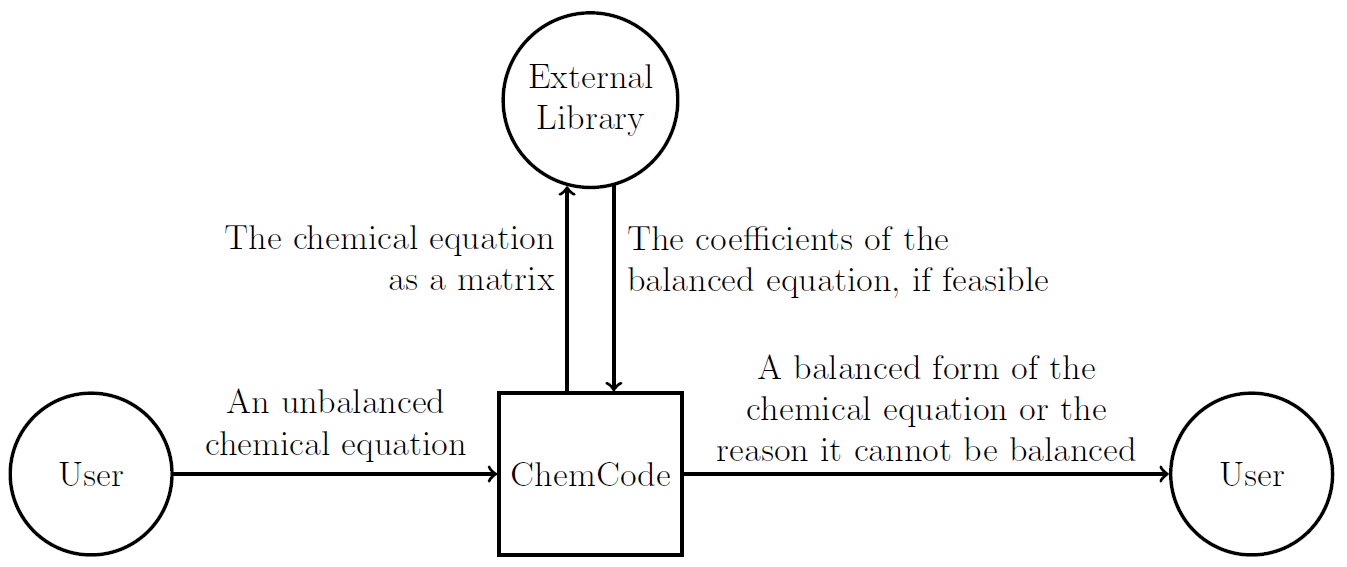 External
Library
The chemical equation
as a matrix
The coefficients of the
balanced equation, if feasible
An unbalanced
chemical equation
A balanced form of the
chemical equation or the
reason it cannot be balanced
User
ChemCode
User